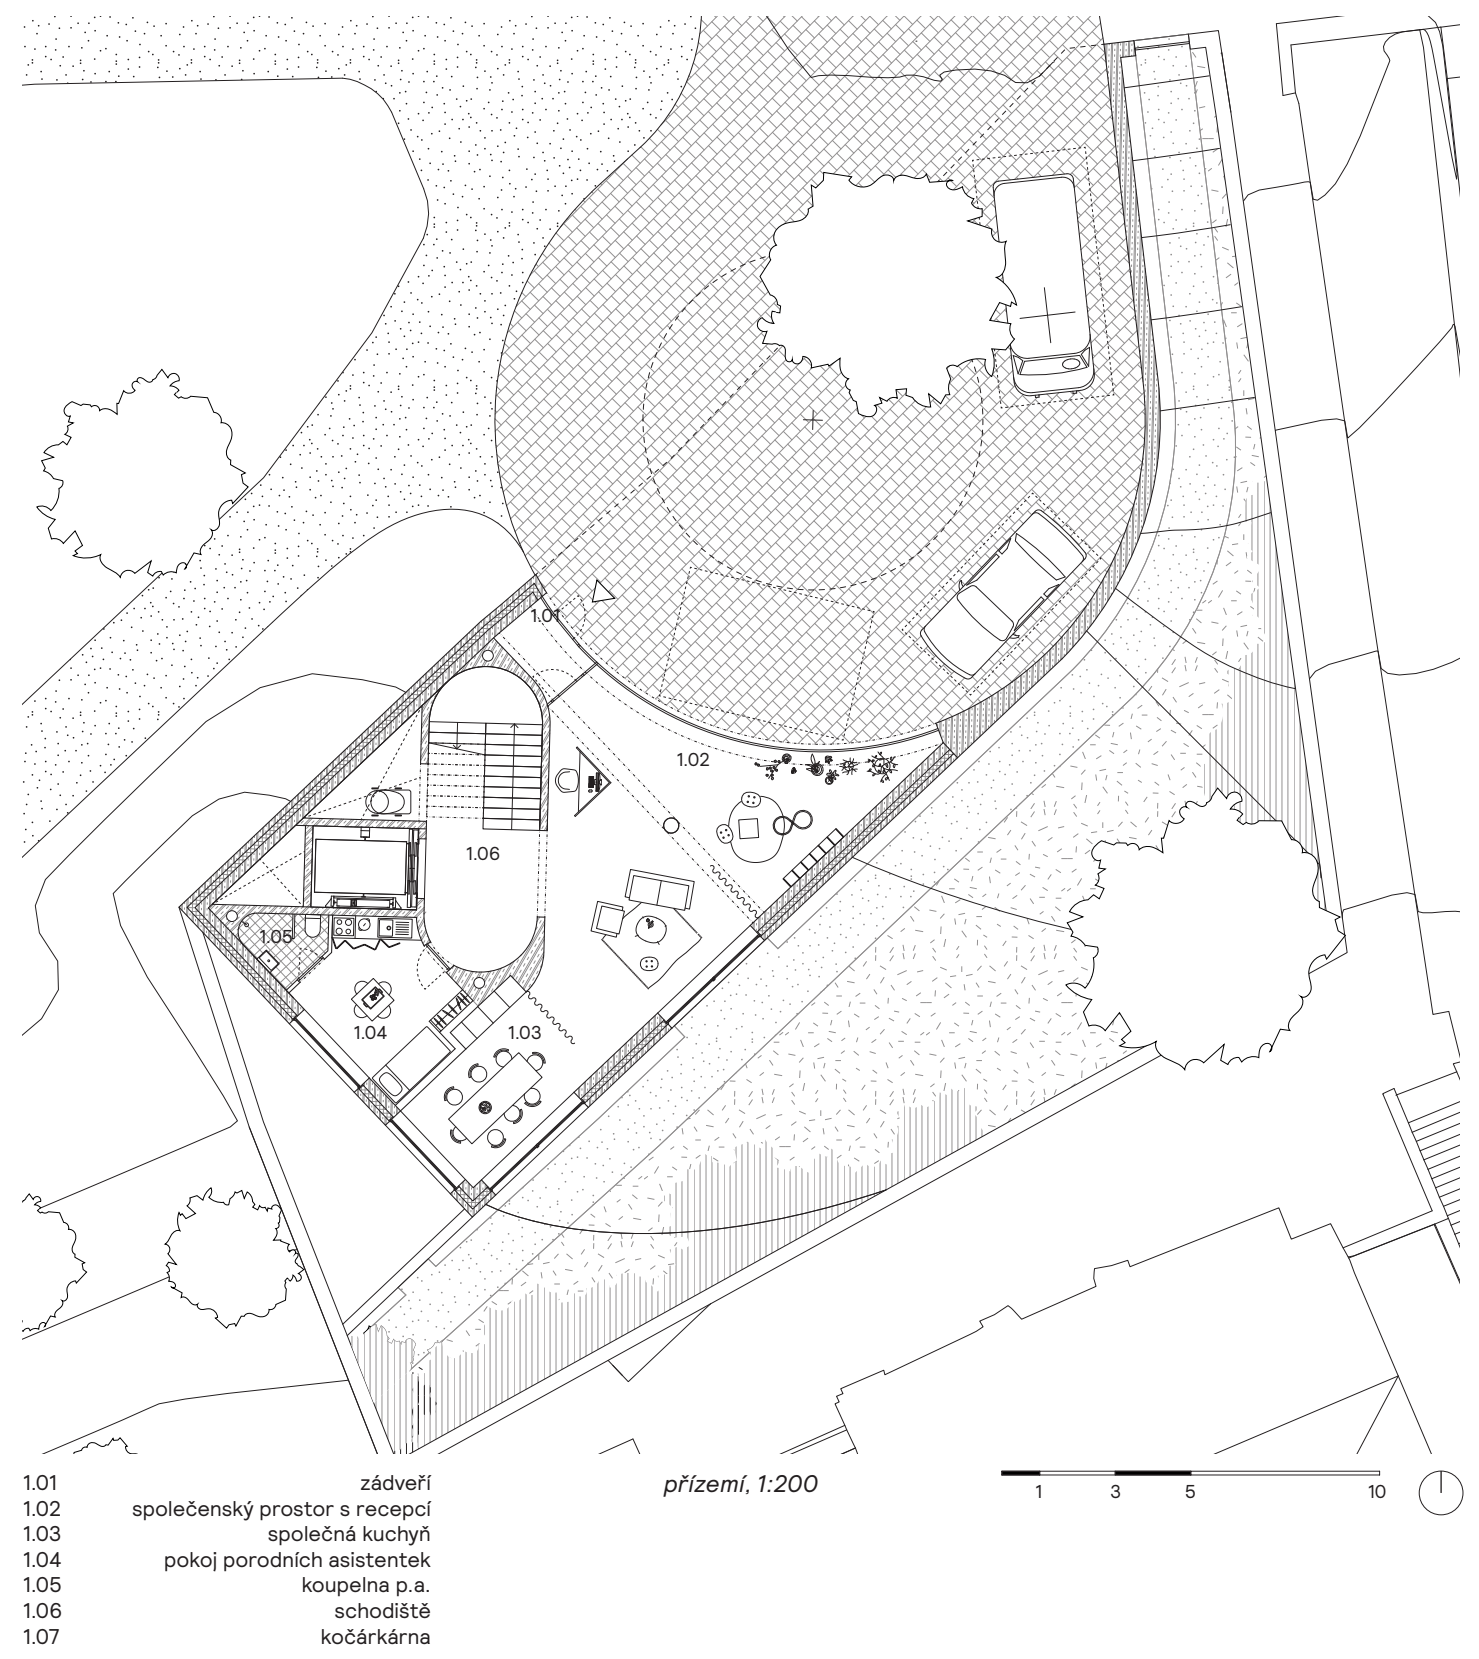 1.01
1.02
1.06
1.05
1.04
1.03
1.01 zádveří
1.02 společenský prostor s recepcí
1.03 společná kuchyň
1.04 pokoj porodních asistentek
1.05 koupelna p.a.
1.06 schodiště
1.07 kočárkárna
přízemí, 1:200
1 3 5 10